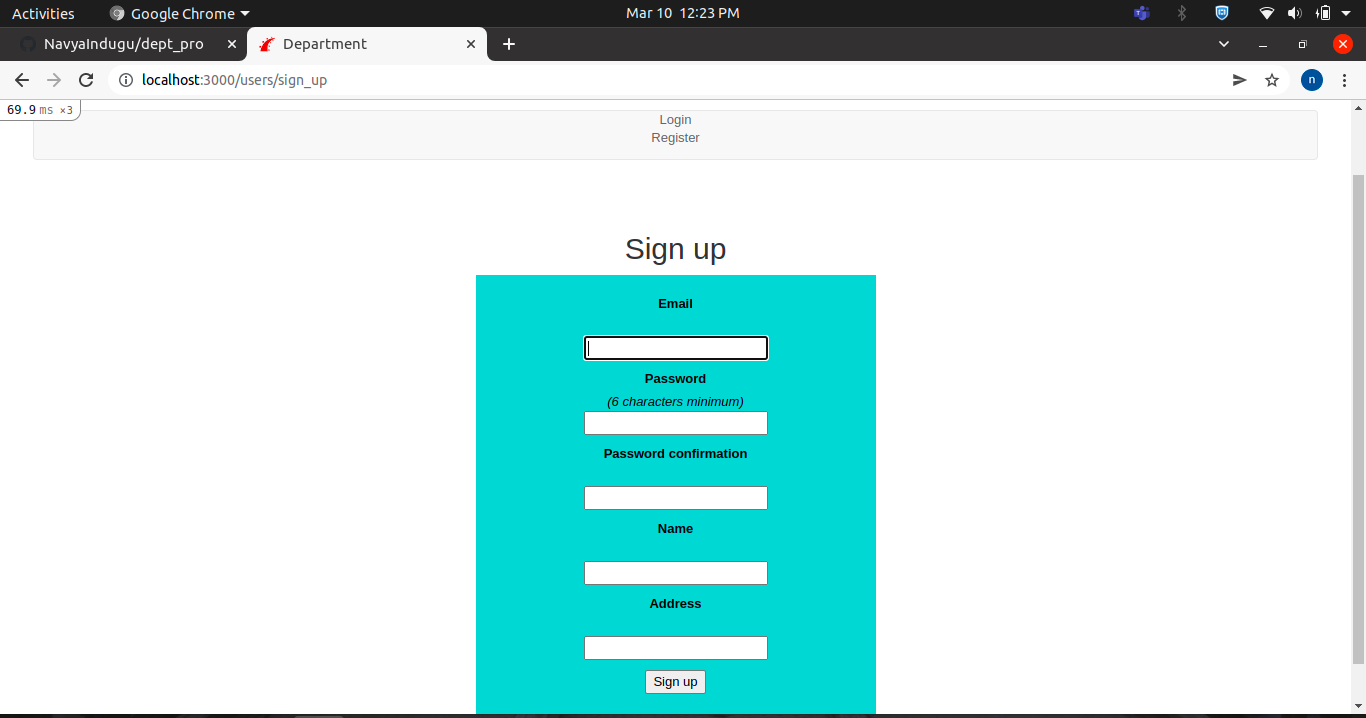 Activities Google Chrome Mar 10 12:23 PM
NavyaIndugu/dept_pro Department
localhost:3000/users/sign_up n
69.9 ms ×3
Login
Register
Sign up
Email
Password
(6 characters minimum)
Password confirmation
Name
Address
Sign up